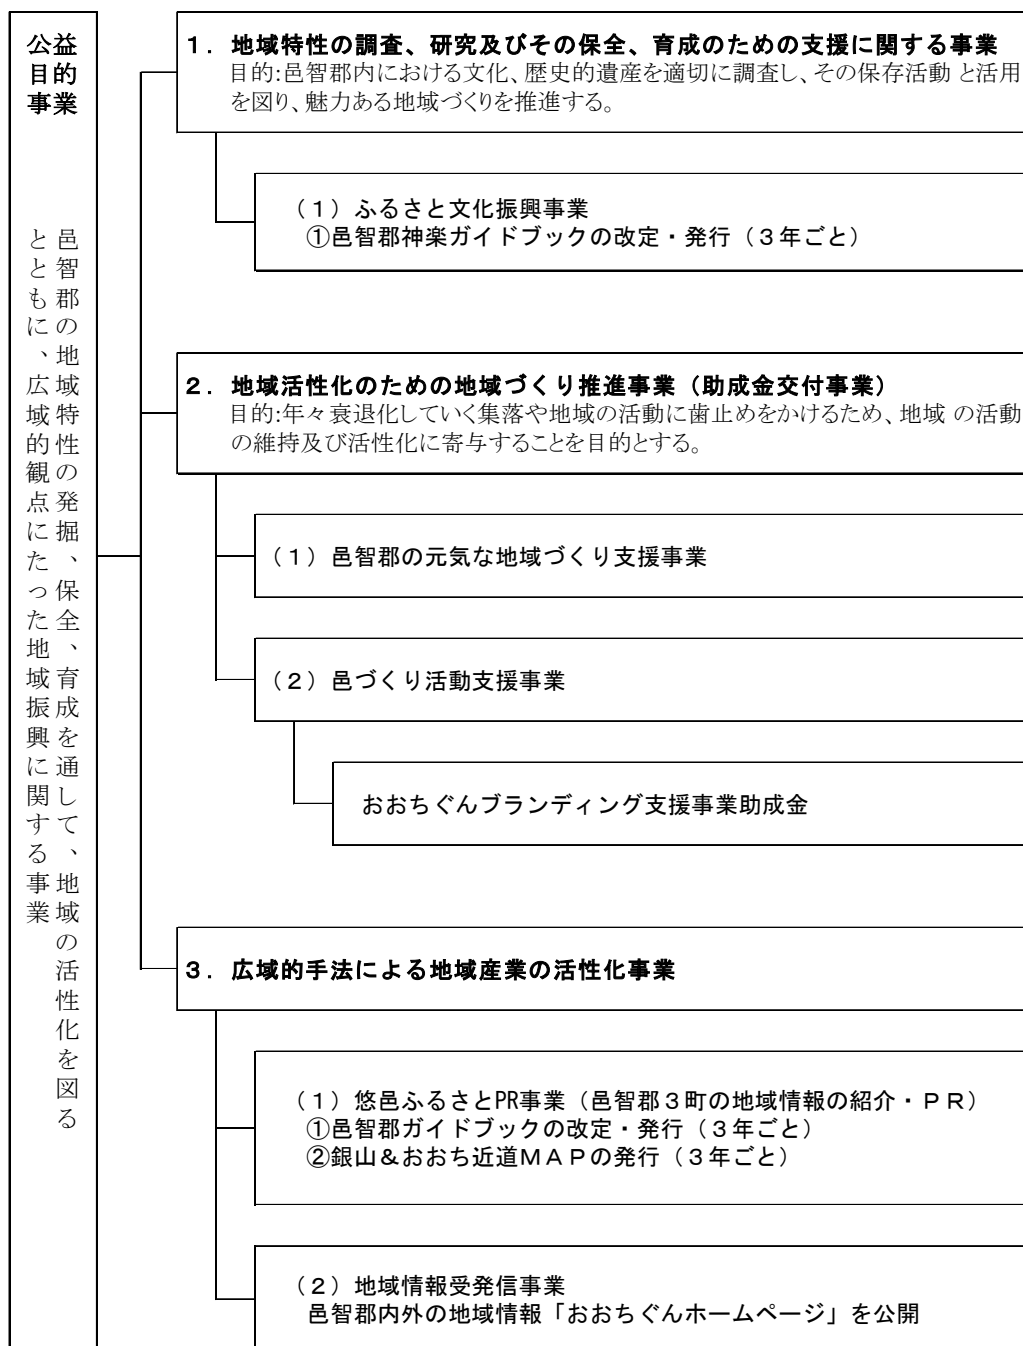 公益
目的
事業
邑智郡の地域特性の発掘、保全、育成を通して、地域の活性化を図る
とともに、広域的観点にたった地域振興に関する事業
１．地域特性の調査、研究及びその保全、育成のための支援に関する事業
目的:邑智郡内における文化、歴史的遺産を適切に調査し、その保存活動 と活用
を図り、魅力ある地域づくりを推進する。
（１）ふるさと文化振興事業
①邑智郡神楽ガイドブックの改定・発行（３年ごと）
２．地域活性化のための地域づくり推進事業（助成金交付事業）
目的:年々衰退化していく集落や地域の活動に歯止めをかけるため、地域 の活動
の維持及び活性化に寄与することを目的とする。
（１）邑智郡の元気な地域づくり支援事業
（２）邑づくり活動支援事業
おおちぐんブランディング支援事業助成金
３．広域的手法による地域産業の活性化事業
（１）悠邑ふるさとPR事業（邑智郡３町の地域情報の紹介・ＰＲ）
①邑智郡ガイドブックの改定・発行（３年ごと）
②銀山＆おおち近道ＭＡＰの発行（３年ごと）
（２）地域情報受発信事業
邑智郡内外の地域情報「おおちぐんホームページ」を公開